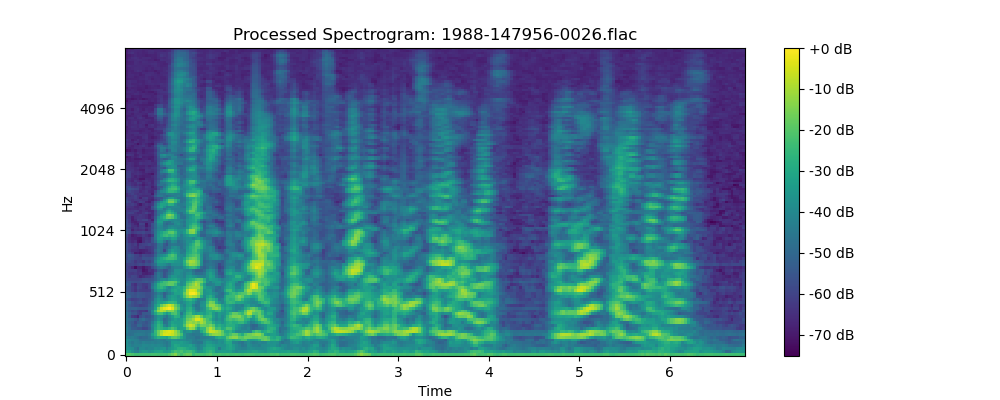 Processed Spectrogram: 1988-147956-0026.flac
+0 dB
-10 dB
-20 dB
-30 dB
-40 dB
-50 dB
-60 dB
-70 dB
4096
2048
1024
512
0
Hz
0 1 2 3 4 5 6
Time